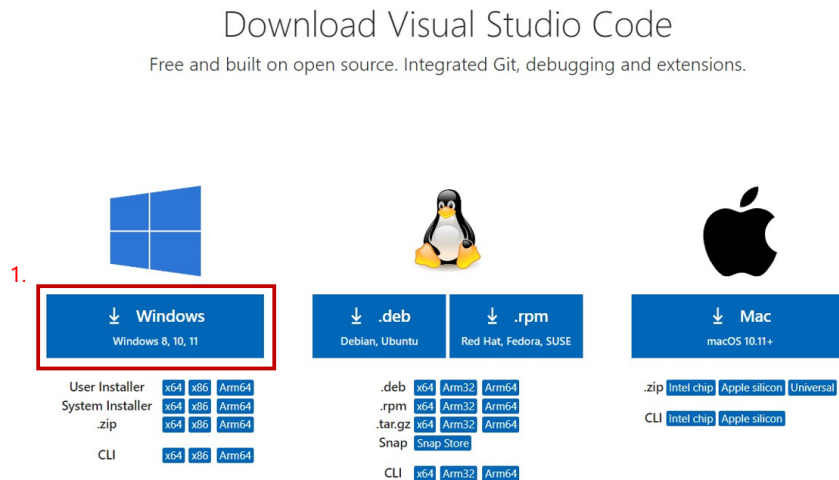 Download Visual Studio Code
Free and built on open source. Integrated Git, debugging and extensions.
1.
Windows
Windows 8, 10, 11
User Installer x64 x86 Arm64
System Installer x64 x86 Arm64
.zip x64 x86 Arm64
CLI x64 x86 Arm64
.deb
Debian, Ubuntu
.rpm
Red Hat, Fedora, SUSE
.deb x64 Arm32 Arm64
.rpm x64 Arm32 Arm64
.tar.gz x64 Arm32 Arm64
Snap Snap Store
CLI x64 Arm32 Arm64
Mac
macOS 10.11+
.zip Intel chip Apple silicon Universal
CLI Intel chip Apple silicon